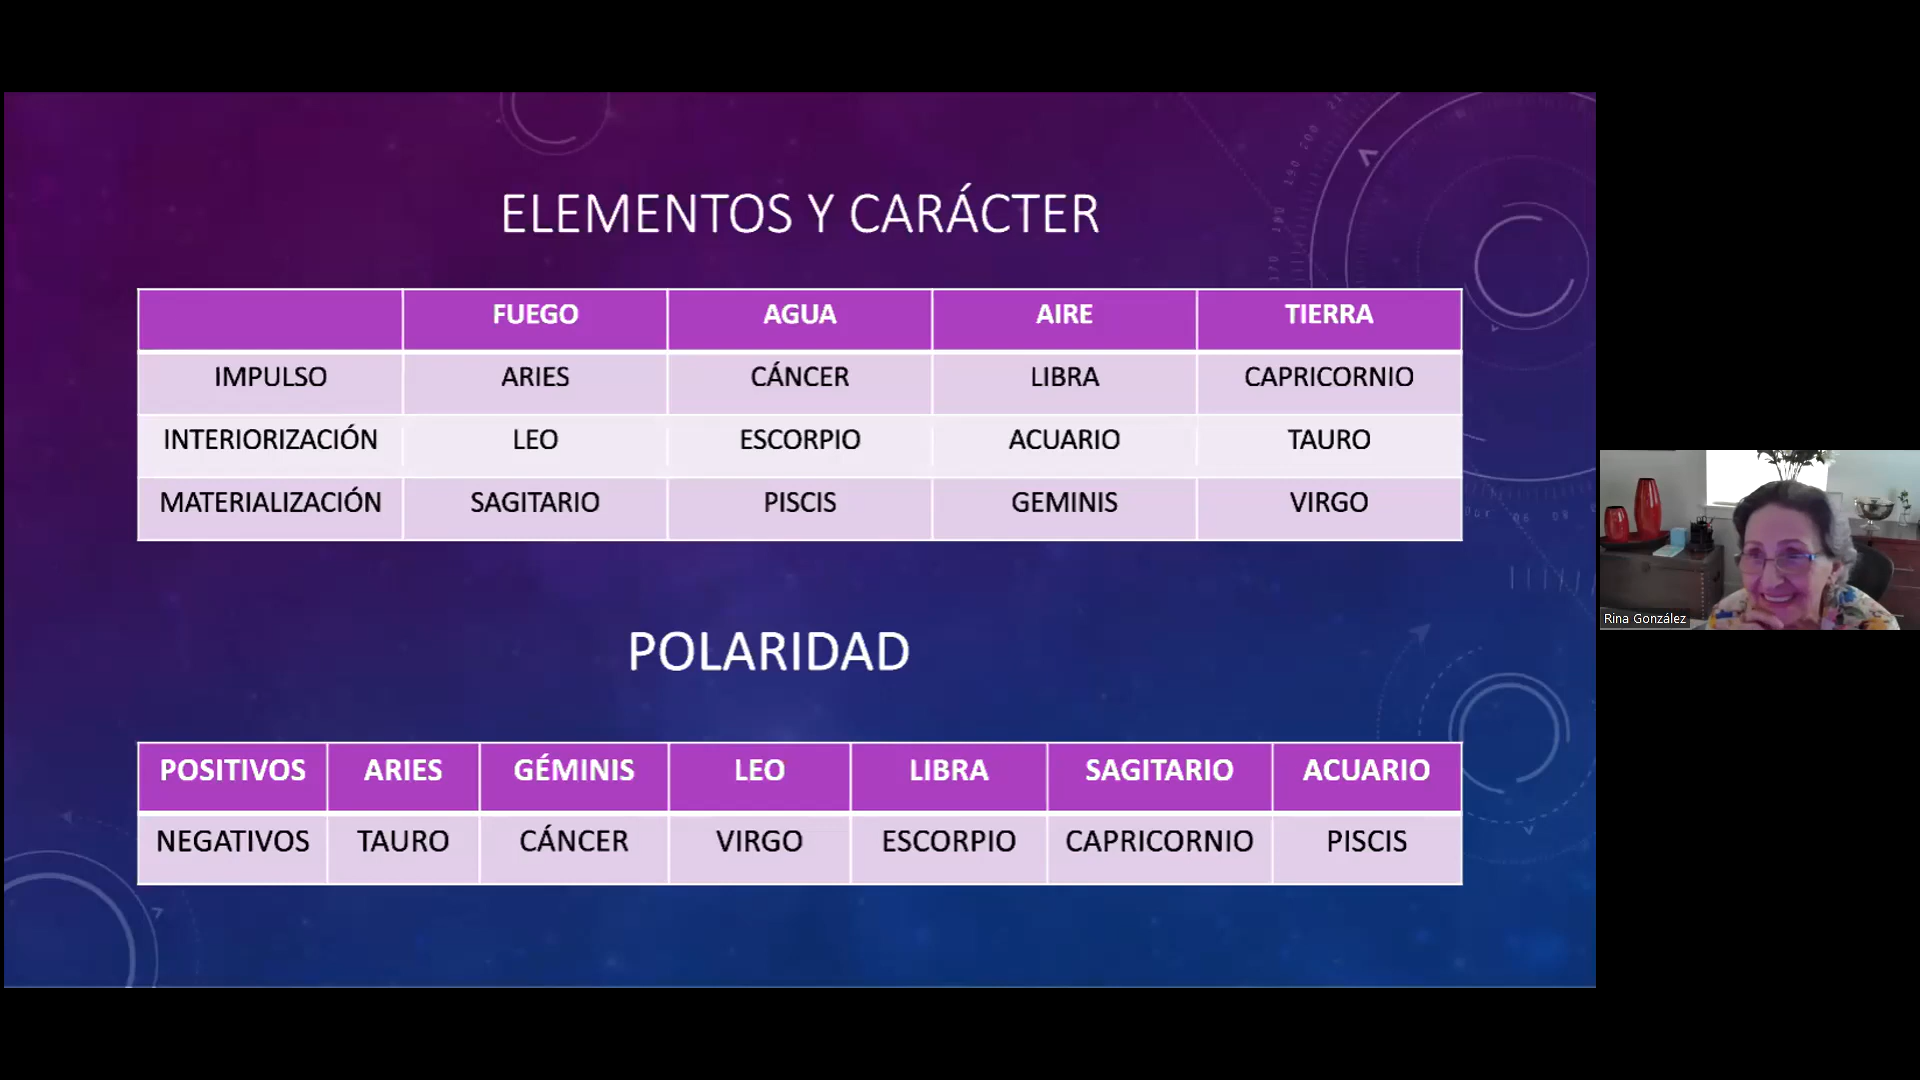 ELEMENTOS Y CARÁCTER
FUEGO AGUA AIRE TIERRA
IMPULSO ARIES CÁNCER LIBRA CAPRICORNIO
INTERIORIZACIÓN LEO ESCORPIO ACUARIO TAURO
MATERIALIZACIÓN SAGITARIO PISCIS GEMINIS VIRGO
POLARIDAD
POSITIVOS ARIES GÉMINIS LEO LIBRA SAGITARIO ACUARIO
NEGATIVOS TAURO CÁNCER VIRGO ESCORPIO CAPRICORNIO PISCIS
Rina González